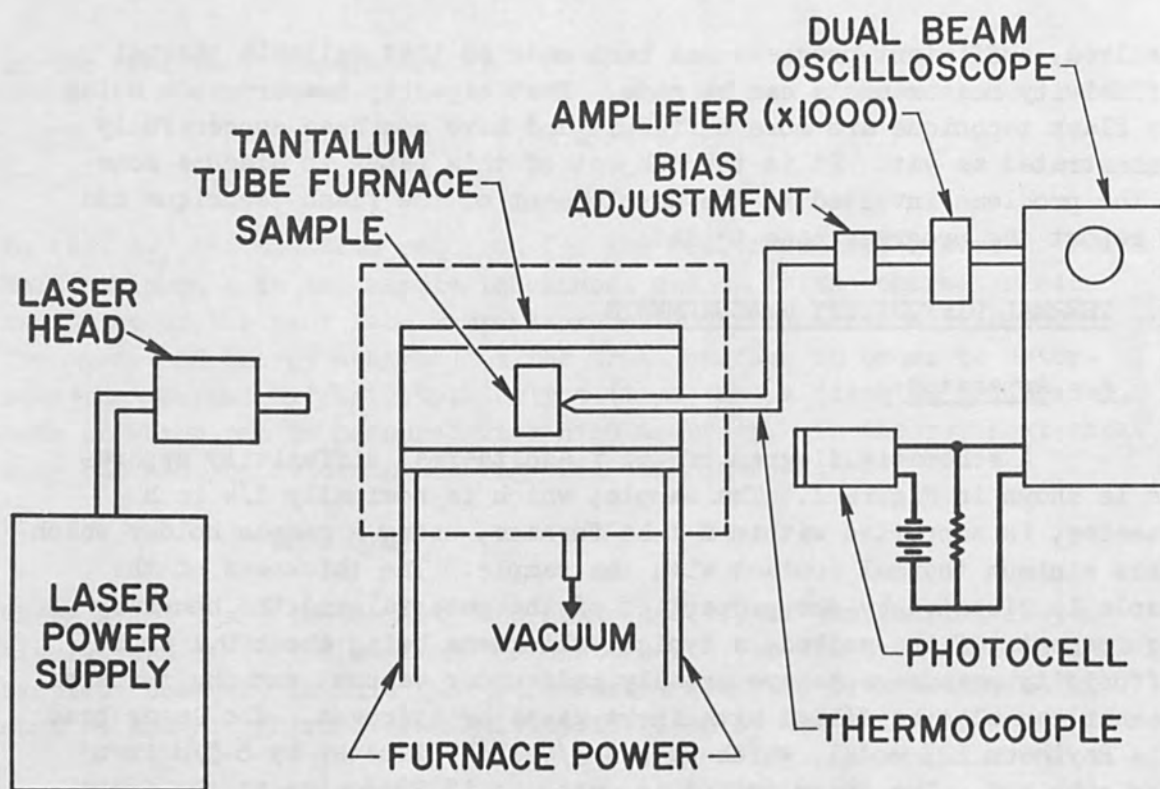 DUAL BEAM
OSCILLOSCOPE
AMPLIFIER (x1000)
BIAS
ADJUSTMENT
TANTALUM
TUBE FURNACE
SAMPLE
LASER
HEAD
LASER
POWER
SUPPLY
VACUUM
PHOTOCELL
THERMOCOUPLE
FURNACE POWER